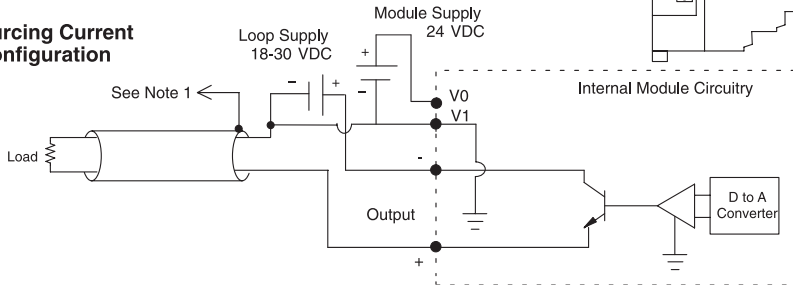 urcing Current
onfiguration
Loop Supply
18-30 VDC
Module Supply
24 VDC
+
-
-
+
See Note 1
V0
V1
Internal Module Circuitry
Load
-
Output
D to A
Converter
+